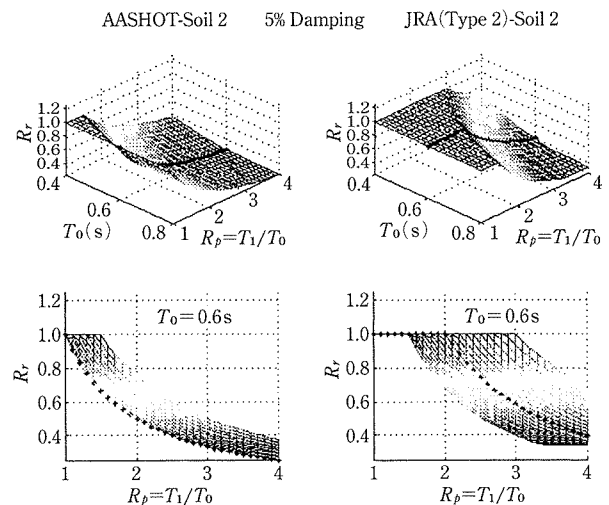 AASHOT-Soil 2 5% Damping JRA(Type 2)-Soil 2
1.2
1.0
0.8
0.6
0.4
0.4
0.6
0.8
1
2
3
4
R_r
T_0(s)
R_p=T_1/T_0
1.2
1.0
0.8
0.6
0.4
0.4
0.6
0.8
1
2
3
4
R_r
T_0(s)
R_p=T_1/T_0
T_0=0.6s
1.2
1.0
0.8
0.6
0.4
R_r
1 2 3 4
R_p=T_1/T_0
T_0=0.6s
1.2
1.0
0.8
0.6
0.4
R_r
1 2 3 4
R_p=T_1/T_0